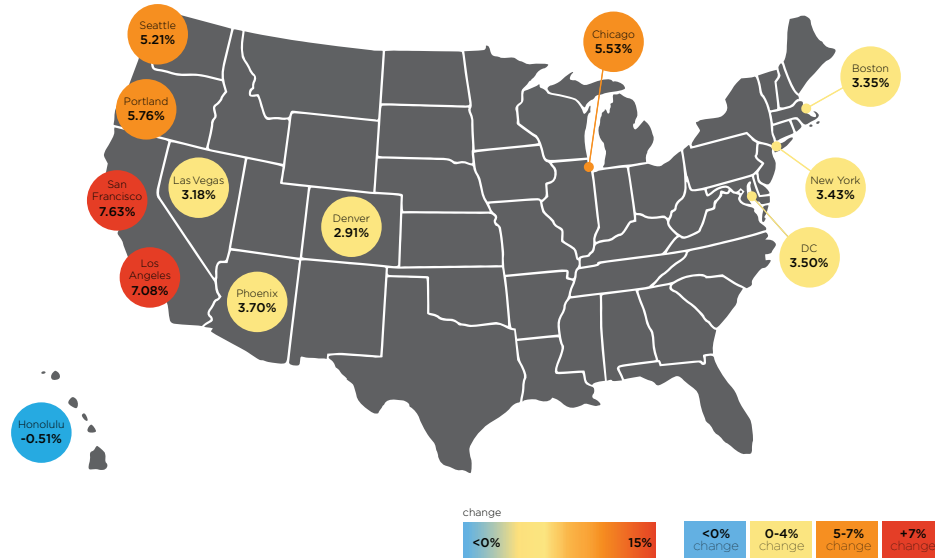 Seattle
5.21%
Portland
5.76%
San
Francisco
7.63%
Las Vegas
3.18%
Los
Angeles
7.08%
Phoenix
3.70%
Denver
2.91%
Chicago
5.53%
Boston
3.35%
New York
3.43%
DC
3.50%
Honolulu
-0.51%
change
<0%
15%
<0%
change
0-4%
change
5-7%
change
+7%
change